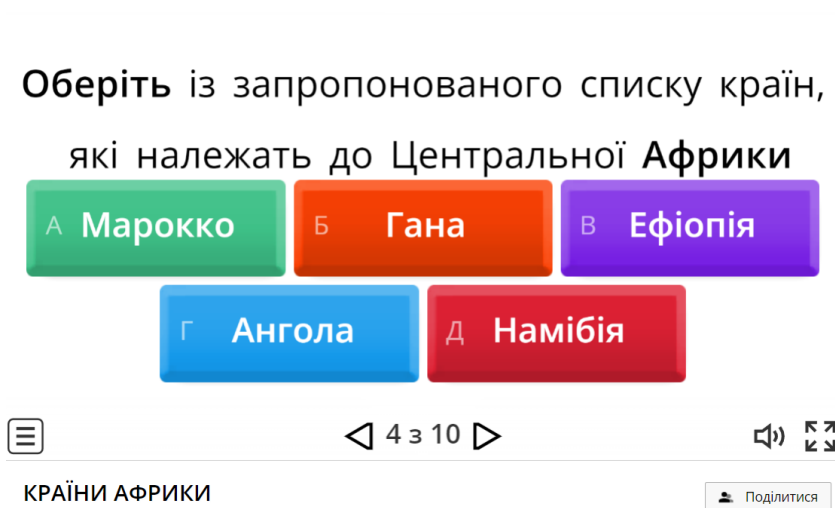 Оберіть із запропонованого списку країн,
які належать до Центральної Африки
А Марокко
Б Гана
В Ефіопія
Г Ангола
Д Намібія
4 з 10
КРАЇНИ АФРИКИ
Поділитися